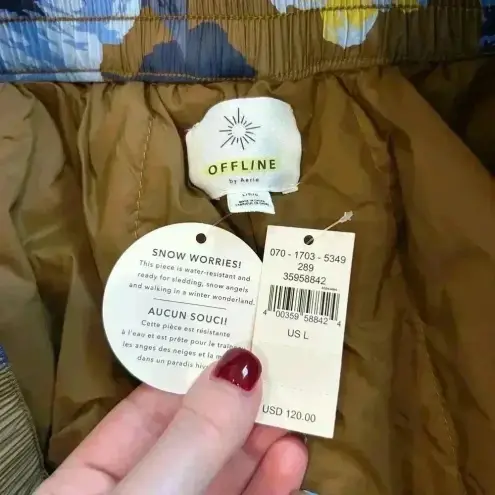 OFFLINE
by Aerie
SNOW WORRIES!
This piece is water-resistant and
ready for sledding, snow angels
and walking in a winter wonderland.
AUCUN SOUCI!
Cette pièce est résistante
à l'eau et est prête pour le
les anges des neiges et la
dans un paradis
070 - 1703 - 5349
289
35958842
4 00359 58842 4
US L
USD 120.00